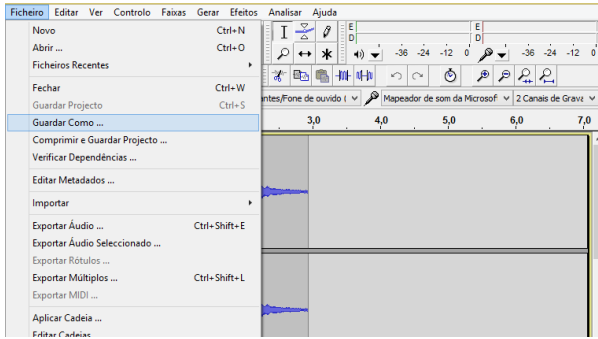 Ficheiro Editar Ver Controlo Faixas Gerar Efeitos Analisar Ajuda
Novo Ctrl+N
Abrir ... Ctrl+O
Ficheiros Recentes
Fechar Ctrl+W
Guardar Projecto Ctrl+S
Guardar Como ...
Comprimir e Guardar Projecto ...
Verificar Dependências ...
Editar Metadados ...
Importar
Exportar Áudio ... Ctrl+Shift+E
Exportar Áudio Seleccionado ...
Exportar Rótulos ...
Exportar Múltiplos ... Ctrl+Shift+L
Exportar MIDI ...
Aplicar Cadeia ...
Editar Cadeias
E E
D D
-36 -24 -12 0 -36 -24 -12 0
antes/Fone de ouvido ( Mapeador de som da Microsof 2 Canais de Grava
3,0 4,0 5,0 6,0 7,0